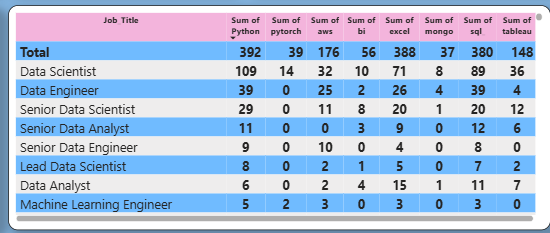 Job_Title Sum of Python Sum of pytorch Sum of aws Sum of bi Sum of excel Sum of mongo Sum of sql Sum of tableau
Total 392 39 176 56 388 37 380 148
Data Scientist 109 14 32 10 71 8 89 36
Data Engineer 39 0 25 2 26 4 39 4
Senior Data Scientist 29 0 11 8 20 1 20 12
Senior Data Analyst 11 0 0 3 9 0 12 6
Senior Data Engineer 9 0 10 0 4 0 8 0
Lead Data Scientist 8 0 2 1 5 0 7 2
Data Analyst 6 0 2 4 15 1 11 7
Machine Learning Engineer 5 2 3 0 3 0 3 0